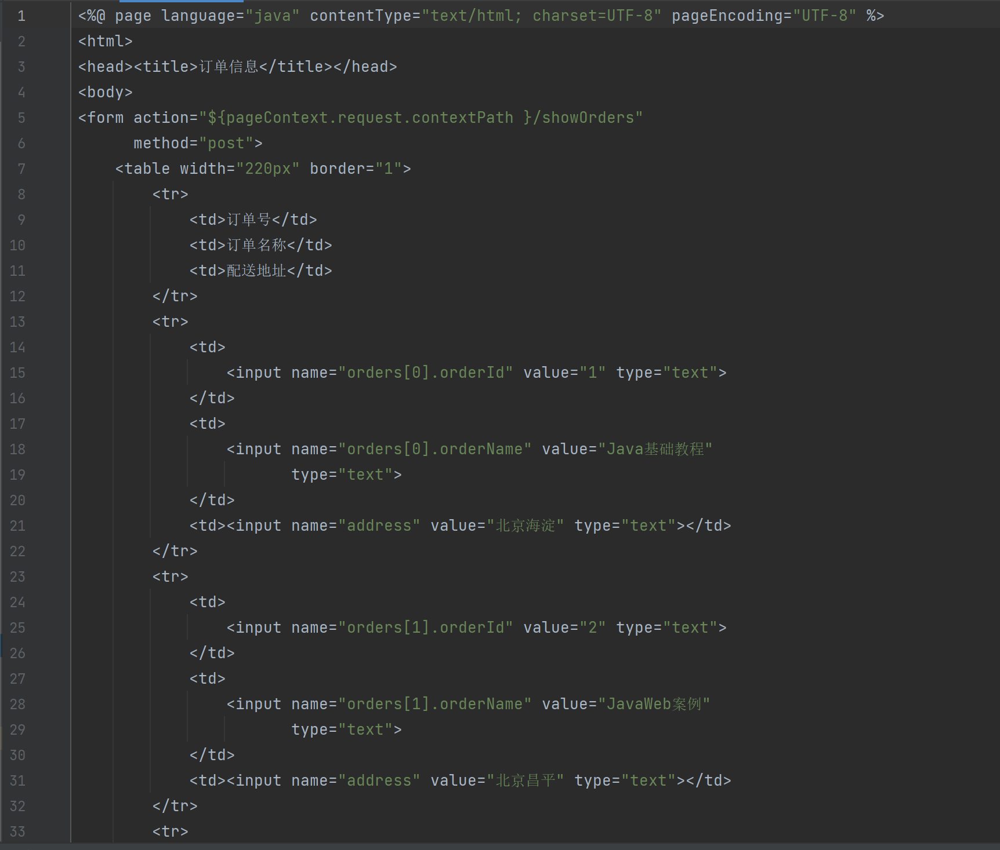 1 <%@ page language="java" contentType="text/html; charset=UTF-8" pageEncoding="UTF-8" %>
2 <html>
3 <head><title>订单信息</title></head>
4 <body>
5 <form action="${pageContext.request.contextPath }/showOrders"
6 method="post">
7 <table width="220px" border="1">
8 <tr>
9 <td>订单号</td>
10 <td>订单名称</td>
11 <td>配送地址</td>
12 </tr>
13 <tr>
14 <td>
15 <input name="orders[0].orderId" value="1" type="text">
16 </td>
17 <td>
18 <input name="orders[0].orderName" value="Java基础教程"
19 type="text">
20 </td>
21 <td><input name="address" value="北京海淀" type="text"></td>
22 </tr>
23 <tr>
24 <td>
25 <input name="orders[1].orderId" value="2" type="text">
26 </td>
27 <td>
28 <input name="orders[1].orderName" value="JavaWeb案例"
29 type="text">
30 </td>
31 <td><input name="address" value="北京昌平" type="text"></td>
32 </tr>
33 <tr>